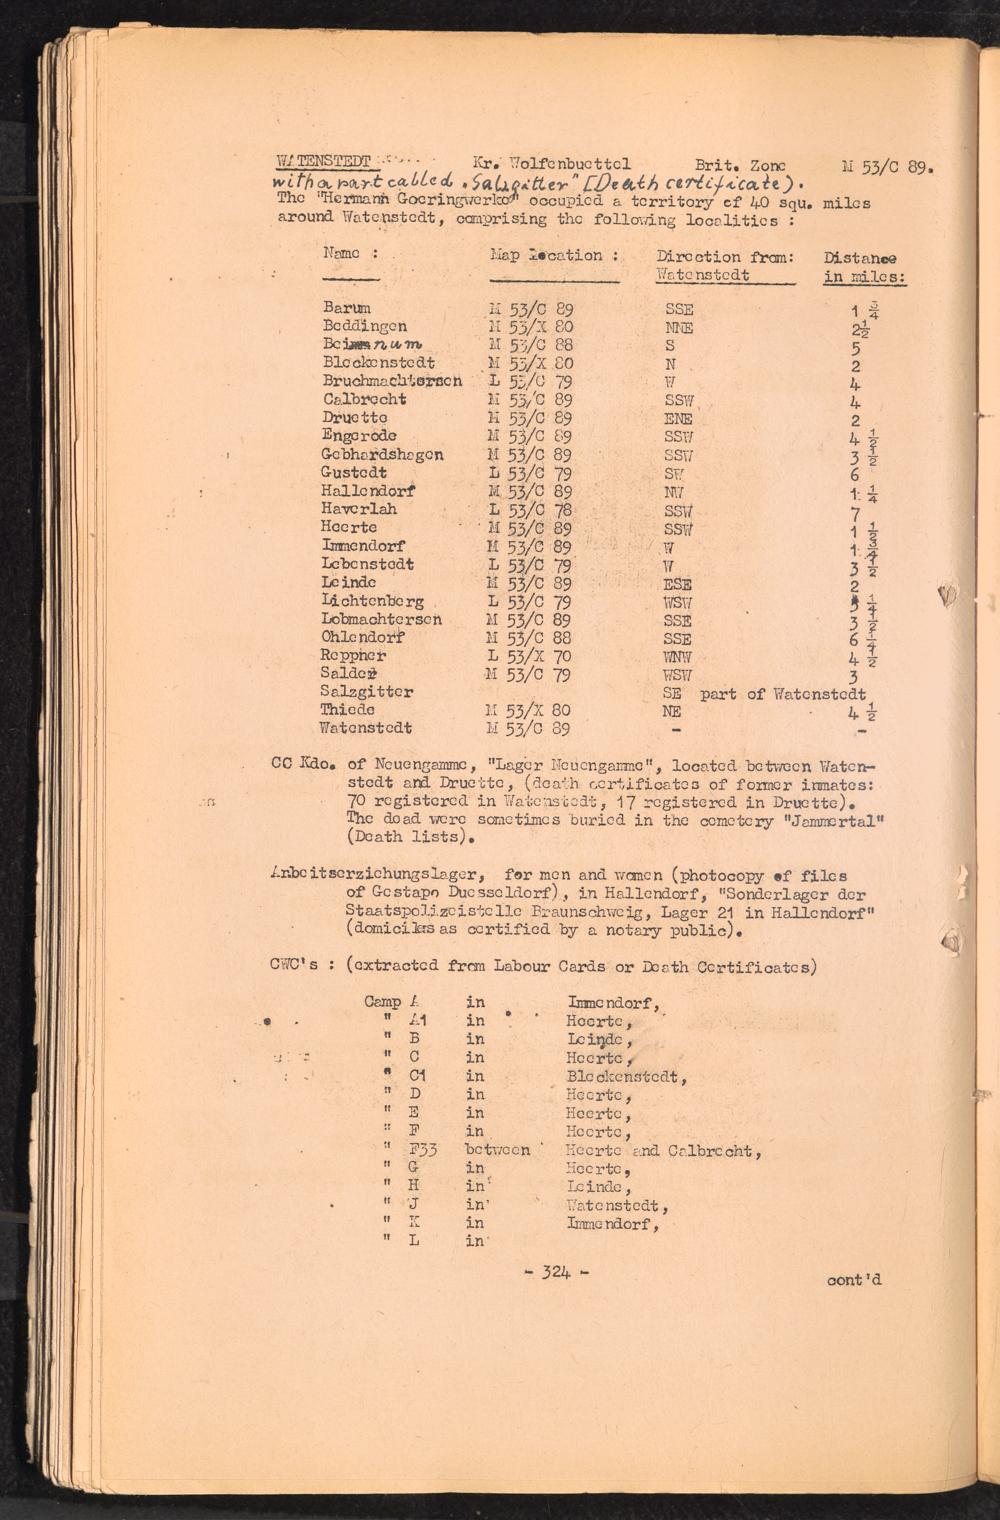 WATENSTEDT Kr. Wolfenbuettel Brit. Zone M 53/C 89.
with a part called „Salzgitter" (Death certificate).
The "Hermann Goeringwerke" occupied a territory of 40 squ. miles
around Watenstedt, comprising the following localities :
Name : Map location : Direction from: Distance
Watenstedt in miles:
Barum M 53/C 89 SSE 1 3/4
Beddingen M 53/X 80 NNE 2 1/2
Beinum M 53/C 88 S 5
Bleckenstedt M 53/X 80 N 2
Bruchmachtersen L 53/C 79 W 4
Calbrecht M 53/C 89 SSW 4
Druette M 53/C 89 ENE 2
Engerode M 53/C 89 SSW 4 1/2
Gebhardshagen M 53/C 89 SSW 3 1/2
Gustedt L 53/C 79 SW 6
Hallendorf M 53/C 89 NW 1 1/4
Haverlah L 53/C 78 SSW 7
Heerte M 53/C 89 SSW 1 1/2
Immendorf M 53/C 89 W 1 3/4
Lebenstedt L 53/C 79 W 3 1/2
Leinde M 53/C 89 ESE 2
Lichtenberg L 53/C 79 WSW 5 1/4
Lobmachtersen M 53/C 89 SSE 3 1/2
Ohlendorf M 53/C 88 SSE 6 1/4
Reppner L 53/X 70 WNW 4 1/2
Salder M 53/C 79 WSW 3
Salzgitter SE part of Watenstedt
Thiede M 53/X 80 NE 4 1/2
Watenstedt M 53/C 89 - -
CC Kdo. of Neuengamme, "Lager Neuengamme", located between Waten-
stedt and Druette, (death certificates of former inmates:
70 registered in Watenstedt, 17 registered in Druette).
The dead were sometimes buried in the cemetery "Jammertal"
(Death lists).
Arbeitserziehungslager, for men and women (photocopy of files
of Gestapo Duesseldorf), in Hallendorf, "Sonderlager der
Staatspolizeistelle Braunschweig, Lager 21 in Hallendorf"
(domiciles as certified by a notary public).
CWC's : (extracted from Labour Cards or Death Certificates)
Camp A in Immendorf,
" A1 in Heerte,
" B in Leinde,
" C in Heerte,
" C1 in Bleckenstedt,
" D in Heerte,
" E in Heerte,
" F in Heerte,
" F33 between Heerte and Calbrecht,
" G in Heerte,
" H in Leinde,
" J in Watenstedt,
" K in Immendorf,
" L in
- 324 -
cont'd